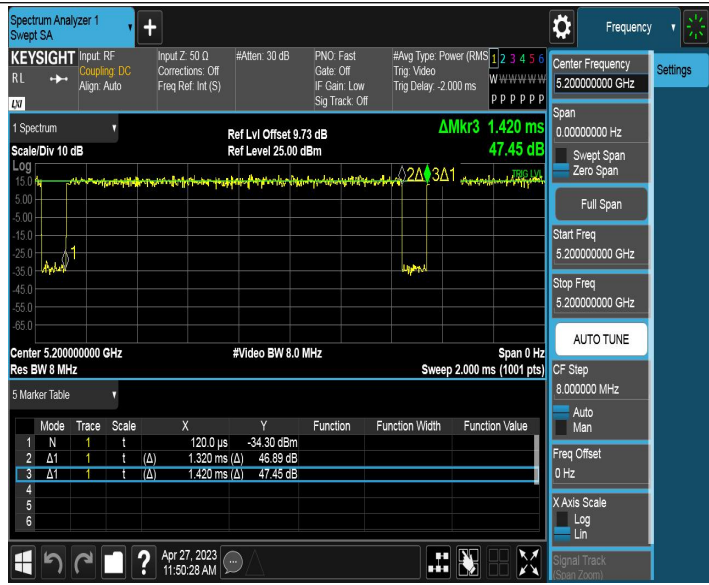 Spectrum Analyzer 1
Swept SA
+
Frequency
KEYSIGHT
RL
LXI
Input: RF
Coupling: DC
Align: Auto
Input Z: 50 Ω
Corrections: Off
Freq Ref: Int (S)
#Atten: 30 dB
PNO: Fast
Gate: Off
IF Gain: Low
Sig Track: Off
#Avg Type: Power (RMS
Trig: Video
Trig Delay: -2.000 ms
1 2 3 4 5 6
W W W W W W
P P P P P P
1 Spectrum
Scale/Div 10 dB
Ref Lvl Offset 9.73 dB
Ref Level 25.00 dBm
ΔMkr3 1.420 ms
47.45 dB
Log
15.0
5.00
-5.00
-15.0
-25.0
-35.0
-45.0
-55.0
-65.0
1
2Δ
3Δ1
TRIG LVL
Center 5.200000000 GHz
Res BW 8 MHz
#Video BW 8.0 MHz
Span 0 Hz
Sweep 2.000 ms (1001 pts)
5 Marker Table
Mode Trace Scale X Y Function Function Width Function Value
1 N 1 t 120.0 µs -34.30 dBm
2 Δ1 1 t (Δ) 1.320 ms (Δ) 46.89 dB
3 Δ1 1 t (Δ) 1.420 ms (Δ) 47.45 dB
4
5
6
?
Apr 27, 2023
11:50:28 AM
Center Frequency
5.200000000 GHz
Span
0.00000000 Hz
Swept Span
Zero Span
Full Span
Start Freq
5.200000000 GHz
Stop Freq
5.200000000 GHz
AUTO TUNE
CF Step
8.000000 MHz
Auto
Man
Freq Offset
0 Hz
X Axis Scale
Log
Lin
Signal Track
(Span Zoom)
Settings